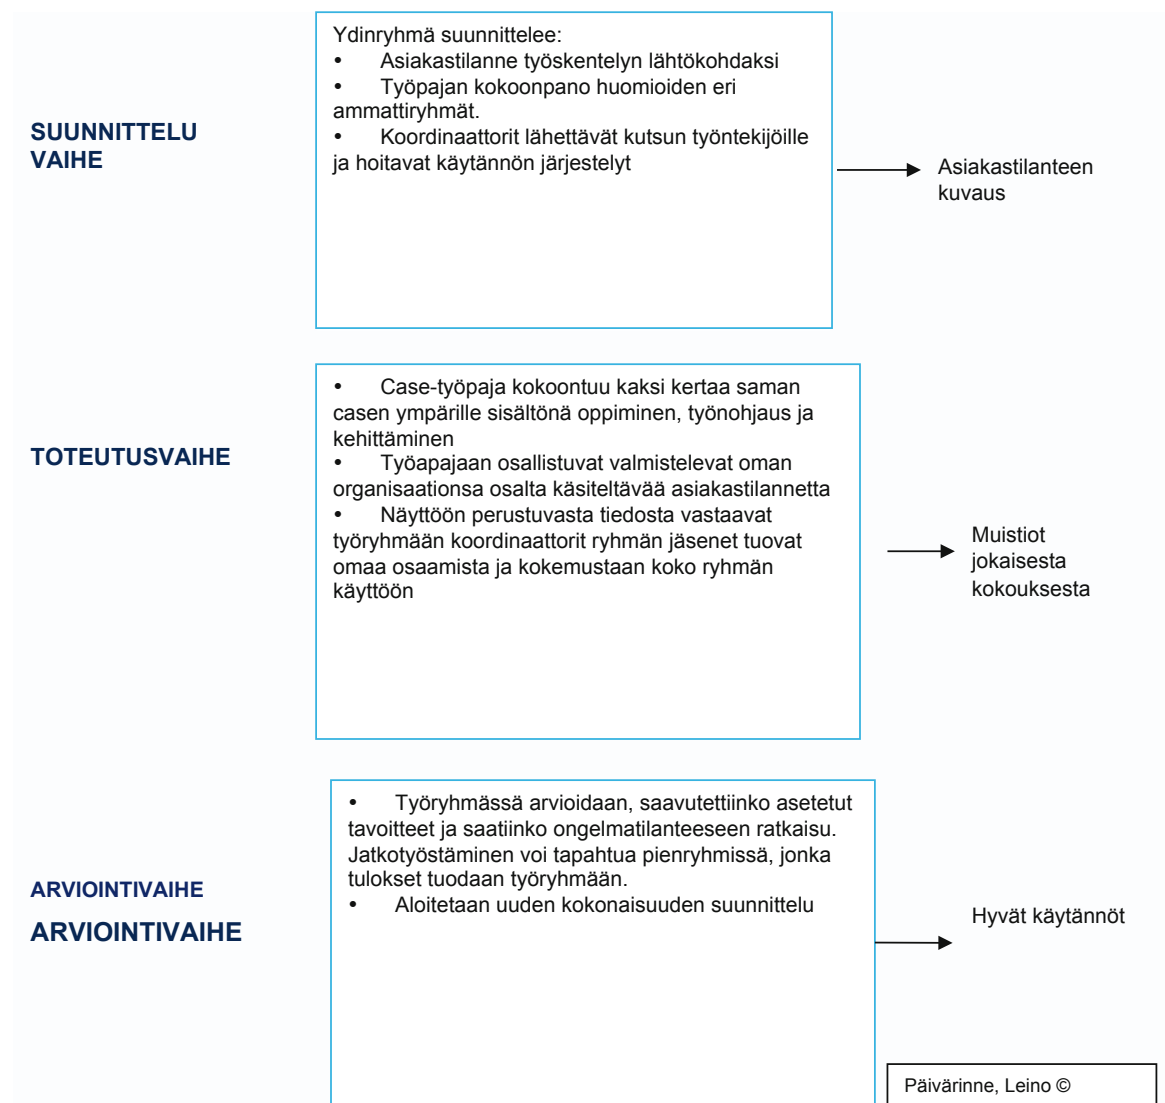 SUUNNITTELU
VAIHE
Ydinryhmä suunnittelee:
• Asiakastilanne työskentelyn lähtökohdaksi
• Työpajan kokoonpano huomioiden eri
ammattiryhmät.
• Koordinaattorit lähettävät kutsun työntekijöille
ja hoitavat käytännön järjestelyt
Asiakastilanteen
kuvaus
TOTEUTUSVAIHE
• Case-työpaja kokoontuu kaksi kertaa saman
casen ympärille sisältönä oppiminen, työnohjaus ja
kehittäminen
• Työapajaan osallistuvat valmistelevat oman
organisaationsa osalta käsiteltävää asiakastilannetta
• Näyttöön perustuvasta tiedosta vastaavat
työryhmään koordinaattorit ryhmän jäsenet tuovat
omaa osaamista ja kokemustaan koko ryhmän
käyttöön
Muistiot
jokaisesta
kokouksesta
ARVIOINTIVAIHE
ARVIOINTIVAIHE
• Työryhmässä arvioidaan, saavutettiinko asetetut
tavoitteet ja saatiinko ongelmatilanteeseen ratkaisu.
Jatkotyöstäminen voi tapahtua pienryhmissä, jonka
tulokset tuodaan työryhmään.
• Aloitetaan uuden kokonaisuuden suunnittelu
Hyvät käytännöt
Päivärinne, Leino ©